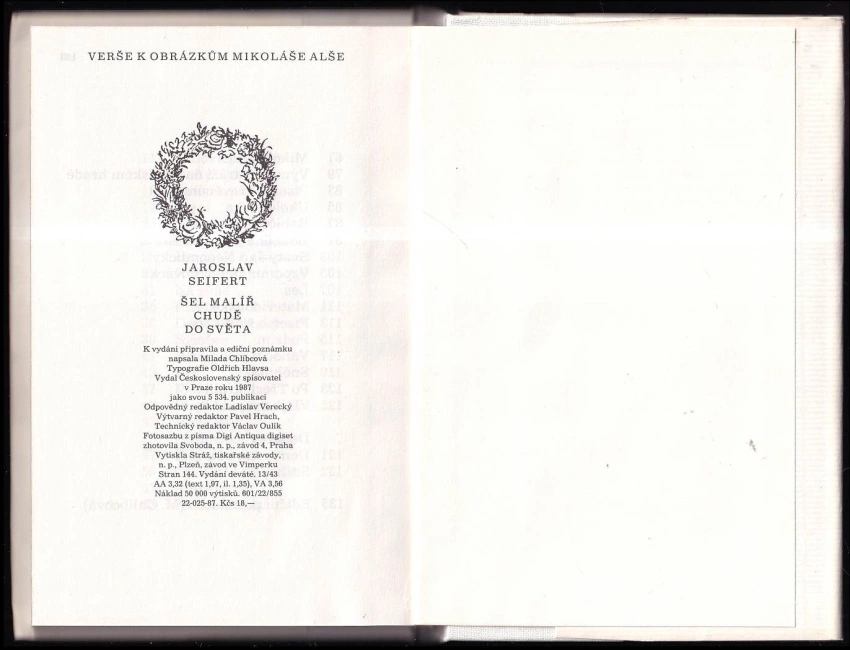 VERŠE K OBRÁZKŮM MIKOLÁŠE ALŠE
JAROSLAV
SEIFERT
ŠEL MALÍŘ
CHUDĚ
DO SVĚTA
K vydání připravila a ediční poznámku
napsala Milada Chlíbcová
Typografie Oldřich Hlavsa
Vydal Československý spisovatel
v Praze roku 1987
jako svou 5 534. publikaci
Odpovědný redaktor Ladislav Verecký
Výtvarný redaktor Pavel Hrach,
Technický redaktor Václav Oulík
Fotosazbu z písma Digi Antiqua digiset
zhotovila Svoboda, n. p., závod 4, Praha
Vytiskla Stráž, tiskařské závody,
n. p., Plzeň, závod ve Vimperku
Stran 144. Vydání deváté. 13/43
AA 3,32 (text 1,97, il. 1,35), VA 3,56
Náklad 50 000 výtisků. 601/22/855
22-025-87. Kčs 18,—